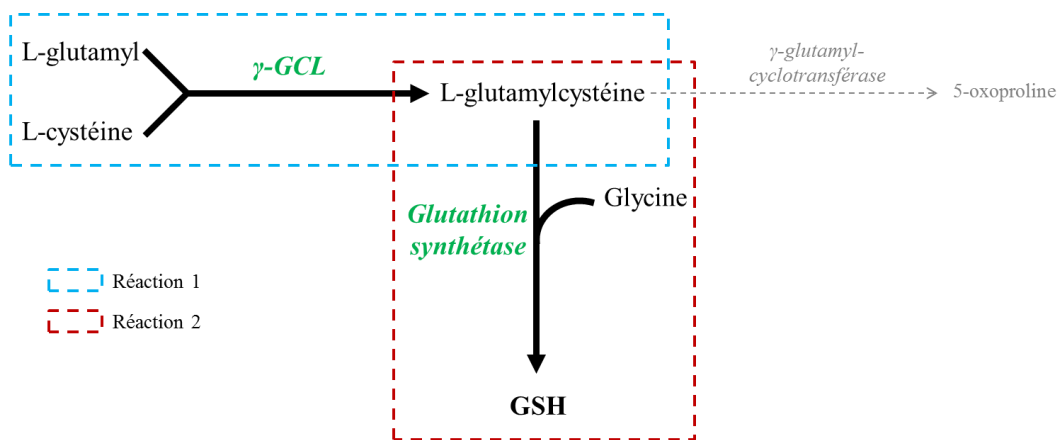 L-glutamyl
γ-GCL
L-cystéine
L-glutamylcystéine
γ-glutamyl-
cyclotransférase
5-oxoproline
Glycine
Glutathion
synthétase
Réaction 1
Réaction 2
GSH